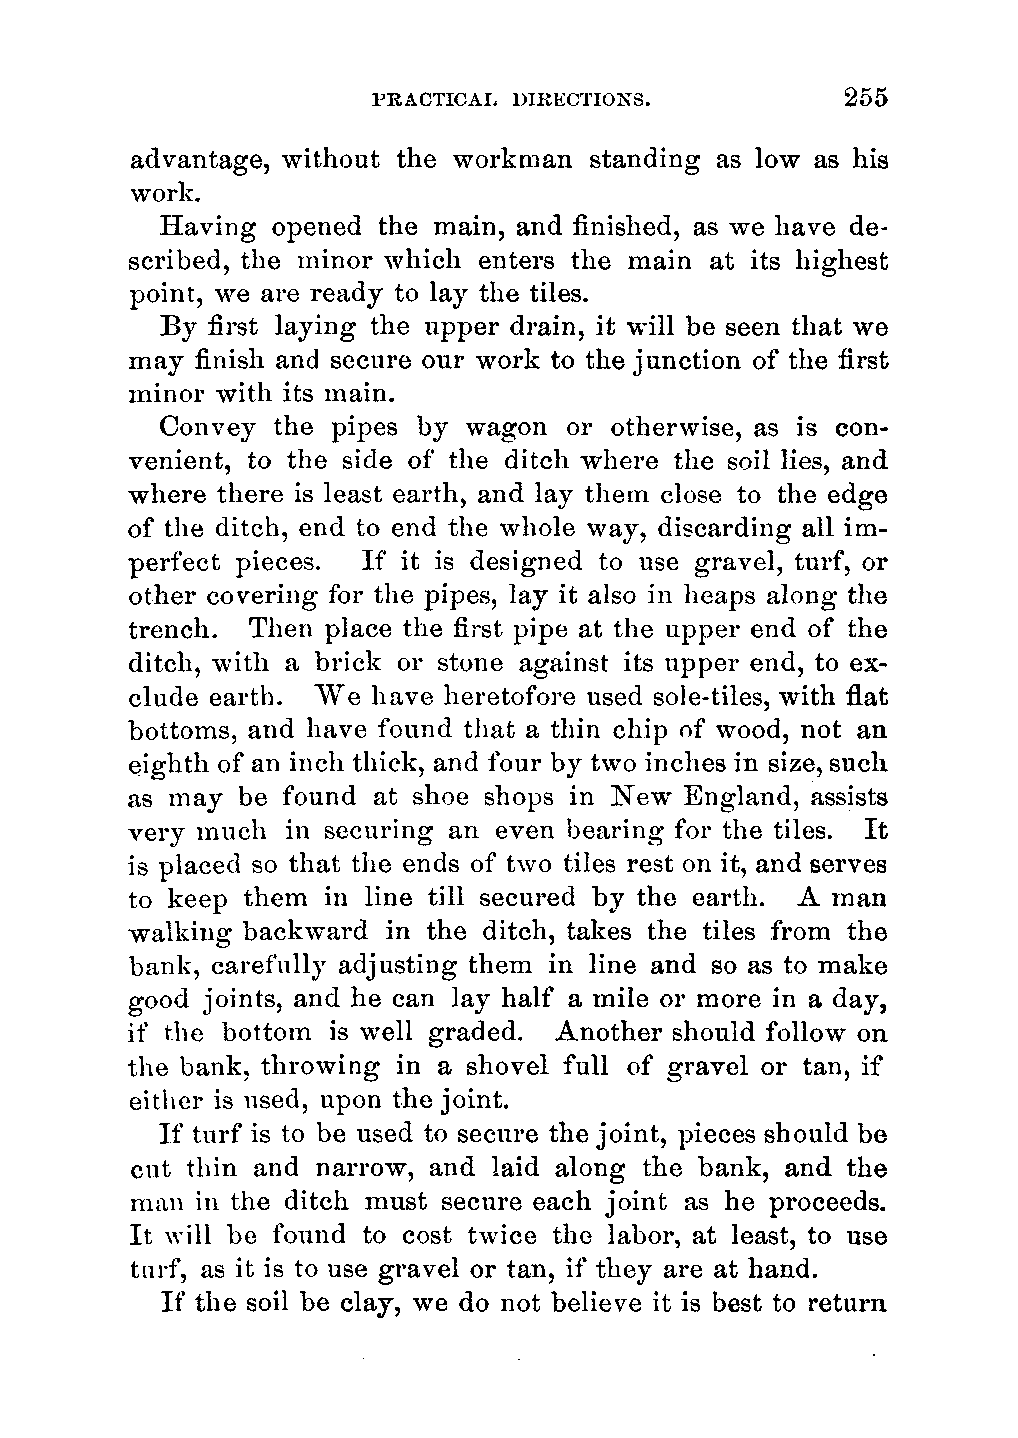 PRACTICAL DIRECTIONS. 255
advantage, without the workman standing as low as his
work.
Having opened the main, and finished, as we have de-
scribed, the minor which enters the main at its highest
point, we are ready to lay the tiles.
By first laying the upper drain, it will be seen that we
may finish and secure our work to the junction of the first
minor with its main.
Convey the pipes by wagon or otherwise, as is con-
venient, to the side of the ditch where the soil lies, and
where there is least earth, and lay them close to the edge
of the ditch, end to end the whole way, discarding all im-
perfect pieces. If it is designed to use gravel, turf, or
other covering for the pipes, lay it also in heaps along the
trench. Then place the first pipe at the upper end of the
ditch, with a brick or stone against its upper end, to ex-
clude earth. We have heretofore used sole-tiles, with flat
bottoms, and have found that a thin chip of wood, not an
eighth of an inch thick, and four by two inches in size, such
as may be found at shoe shops in New England, assists
very much in securing an even bearing for the tiles. It
is placed so that the ends of two tiles rest on it, and serves
to keep them in line till secured by the earth. A man
walking backward in the ditch, takes the tiles from the
bank, carefully adjusting them in line and so as to make
good joints, and he can lay half a mile or more in a day,
if the bottom is well graded. Another should follow on
the bank, throwing in a shovel full of gravel or tan, if
either is used, upon the joint.
If turf is to be used to secure the joint, pieces should be
cut thin and narrow, and laid along the bank, and the
man in the ditch must secure each joint as he proceeds.
It will be found to cost twice the labor, at least, to use
turf, as it is to use gravel or tan, if they are at hand.
If the soil be clay, we do not believe it is best to return